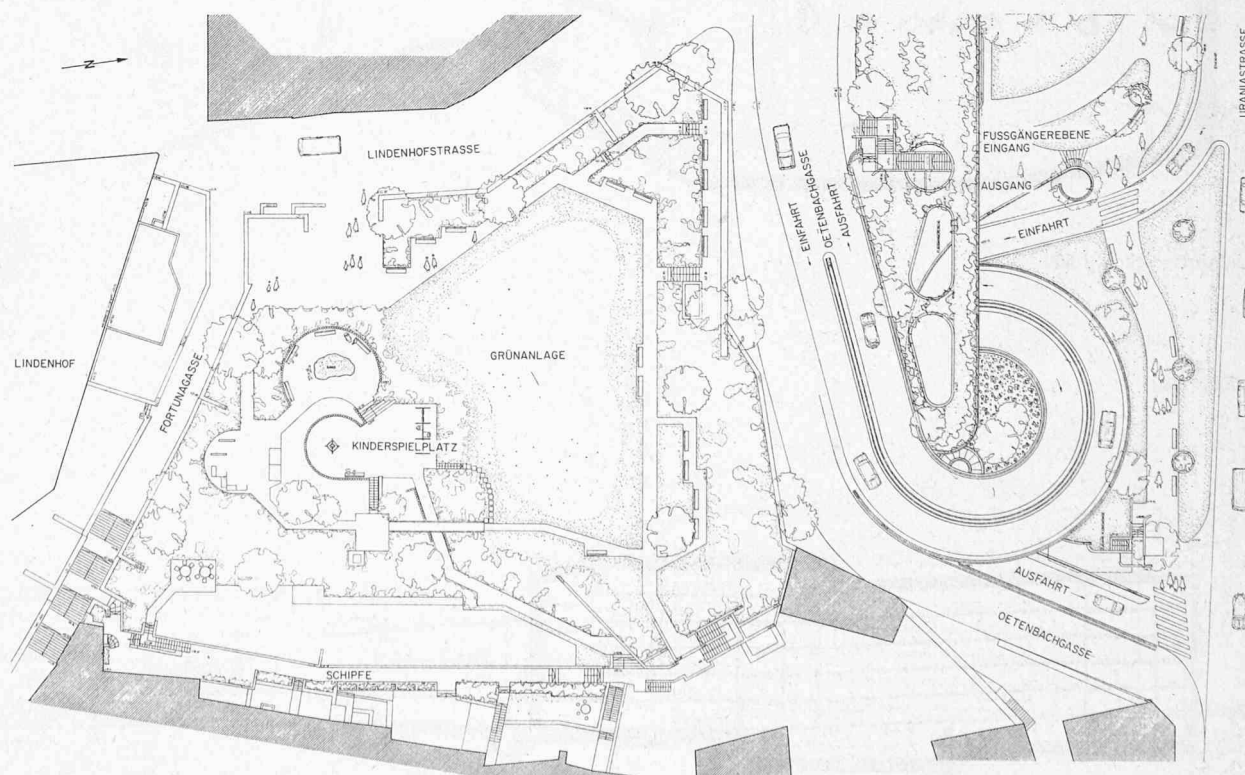 N
LINDENHOFSTRASSE
URANIASTRASSE
FUSSGÄNGEREBENE
EINGANG
AUSGANG
EINFAHRT
EINFAHRT
OETENBACHGASSE
AUSFAHRT
LINDENHOF
FORTUNAGASSE
GRÜNANLAGE
KINDERSPIELPLATZ
AUSFAHRT
OETENBACHGASSE
SCHIPFE